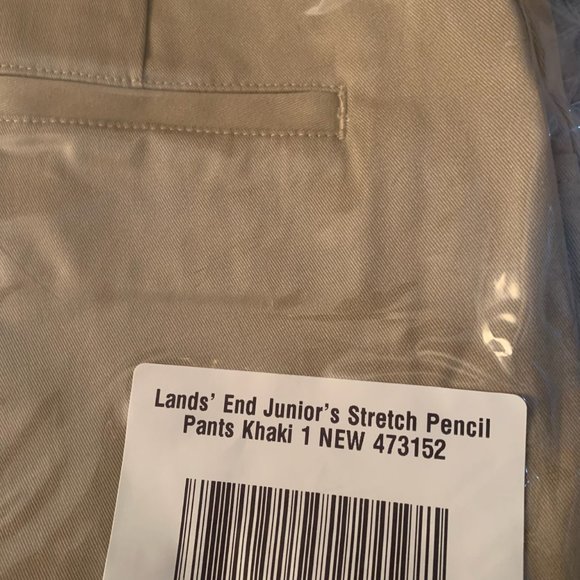 Lands' End Junior's Stretch Pencil
Pants Khaki 1 NEW 473152